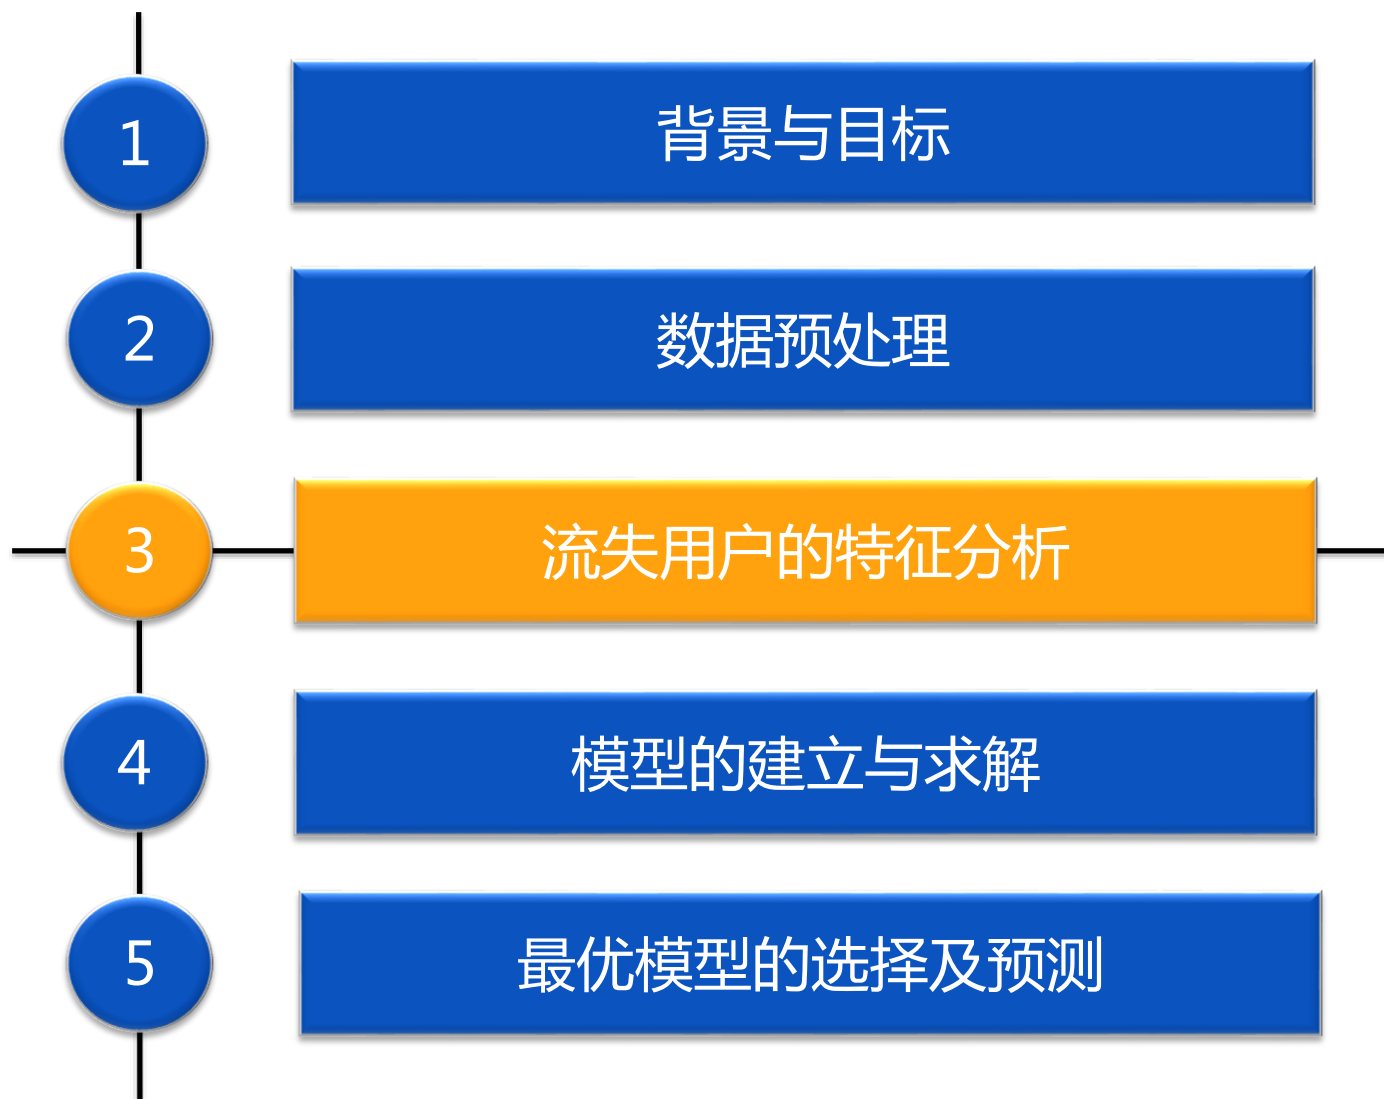 1
背景与目标
2
数据预处理
3
流失用户的特征分析
4
模型的建立与求解
5
最优模型的选择及预测